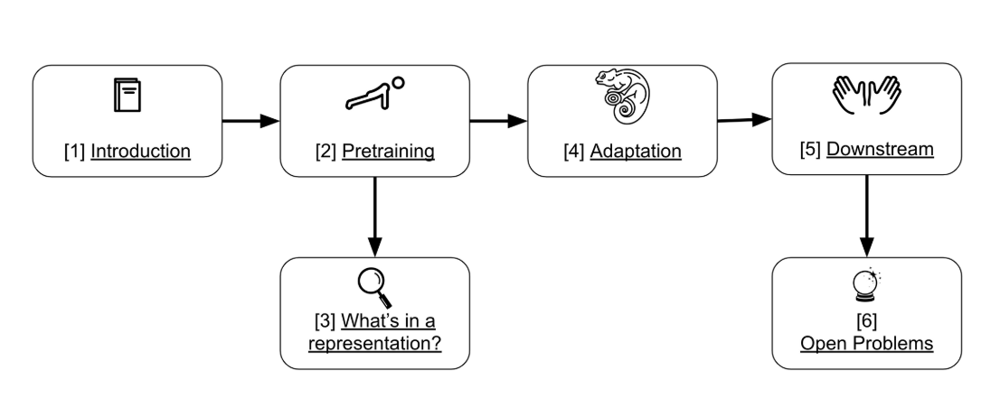 [1] Introduction
[2] Pretraining
[4] Adaptation
[5] Downstream
[3] What’s in a
representation?
[6]
Open Problems